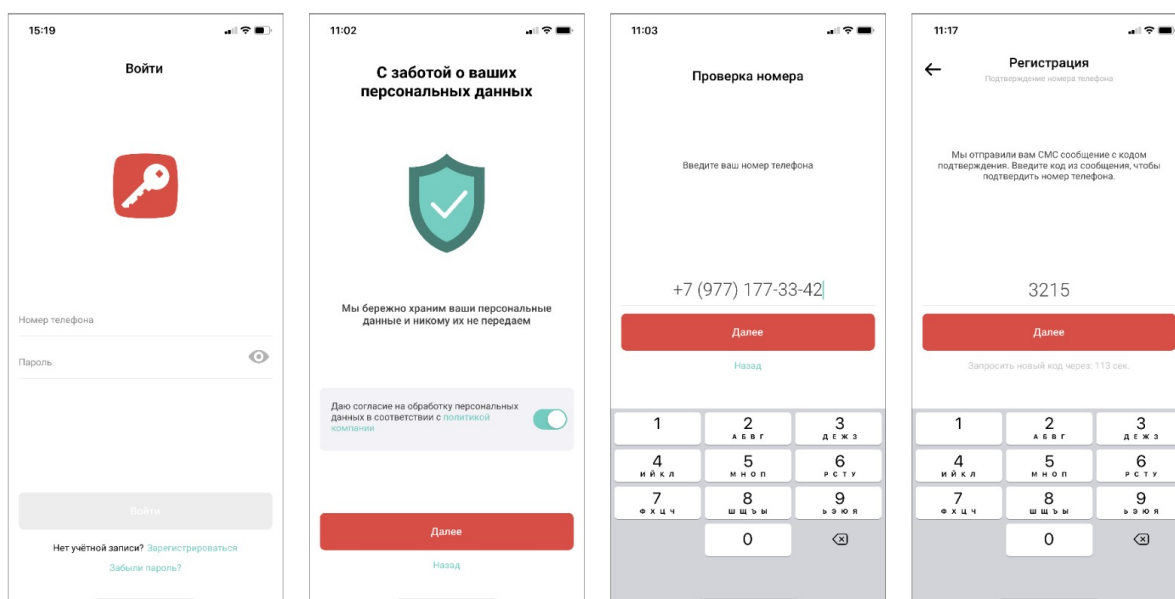 15:19
Войти
Номер телефона
Пароль
Войти
Нет учётной записи? Зарегистрироваться
Забыли пароль?
11:02
С заботой о ваших
персональных данных
Мы бережно храним ваши персональные
данные и никому их не передаем
Даю согласие на обработку персональных
данных в соответствии с политикой
компании
Далее
Назад
11:03
Проверка номера
Введите ваш номер телефона
+7 (977) 177-33-42
Далее
Назад
1
2
АБВГ
3
ДЕЖЗ
4
ИЙКЛ
5
МНОП
6
РСТУ
7
ФХЦЧ
8
ШЩЪЫ
9
ЬЭЮЯ
0
11:17
Регистрация
Подтверждение номера телефона
Мы отправили вам СМС сообщение с кодом
подтверждения. Введите код из сообщения, чтобы
подтвердить номер телефона.
3215
Далее
Запросить новый код через: 113 сек.
1
2
АБВГ
3
ДЕЖЗ
4
ИЙКЛ
5
МНОП
6
РСТУ
7
ФХЦЧ
8
ШЩЪЫ
9
ЬЭЮЯ
0